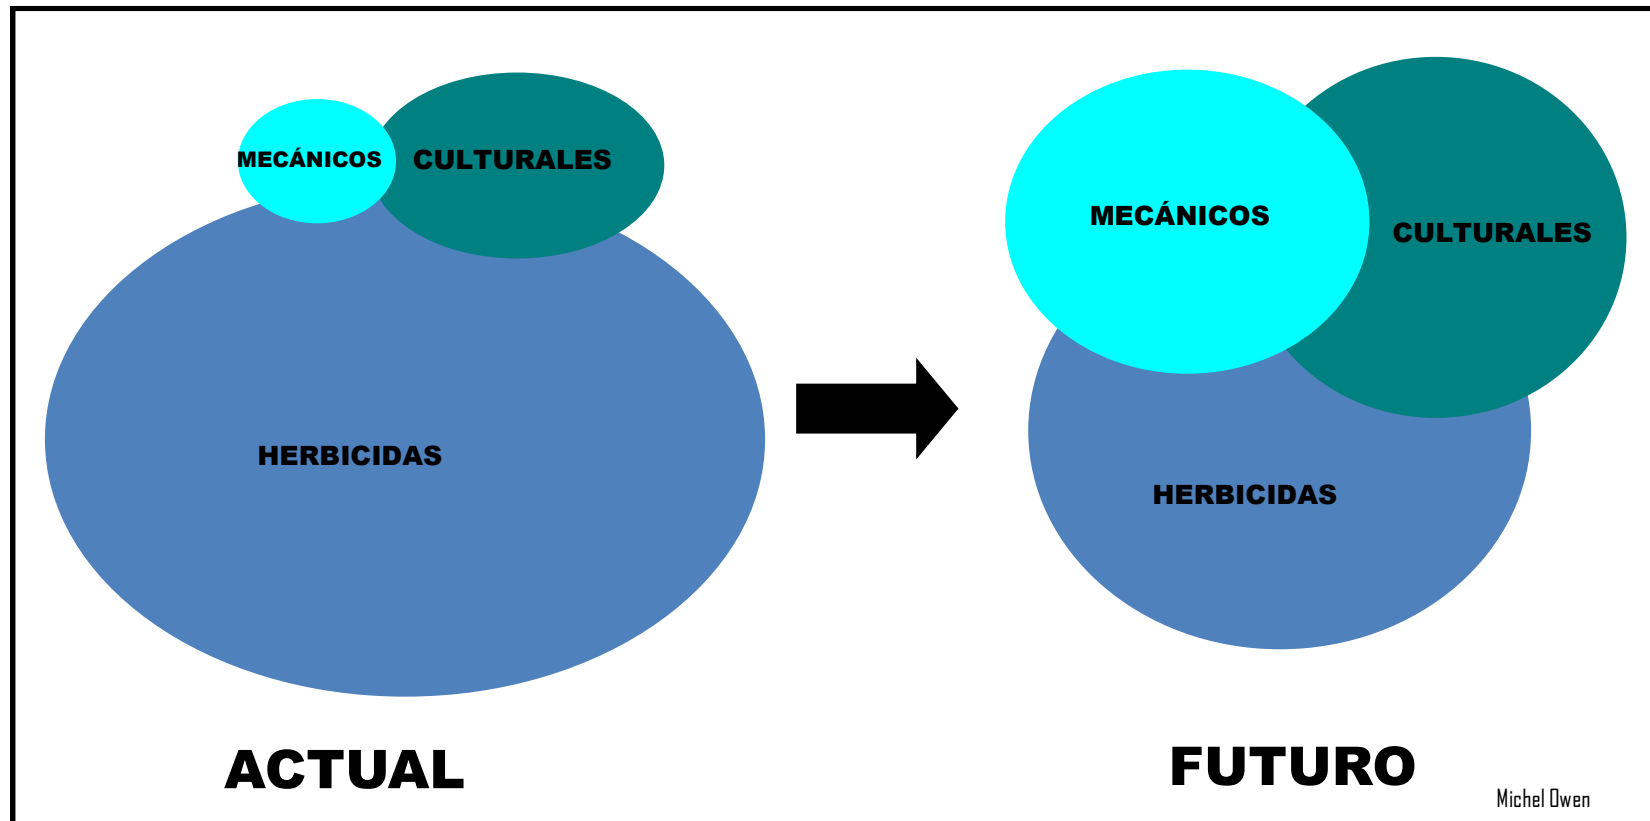 MECÁNICOS
CULTURALES
HERBICIDAS
ACTUAL
MECÁNICOS
CULTURALES
HERBICIDAS
FUTURO
Michel Owen